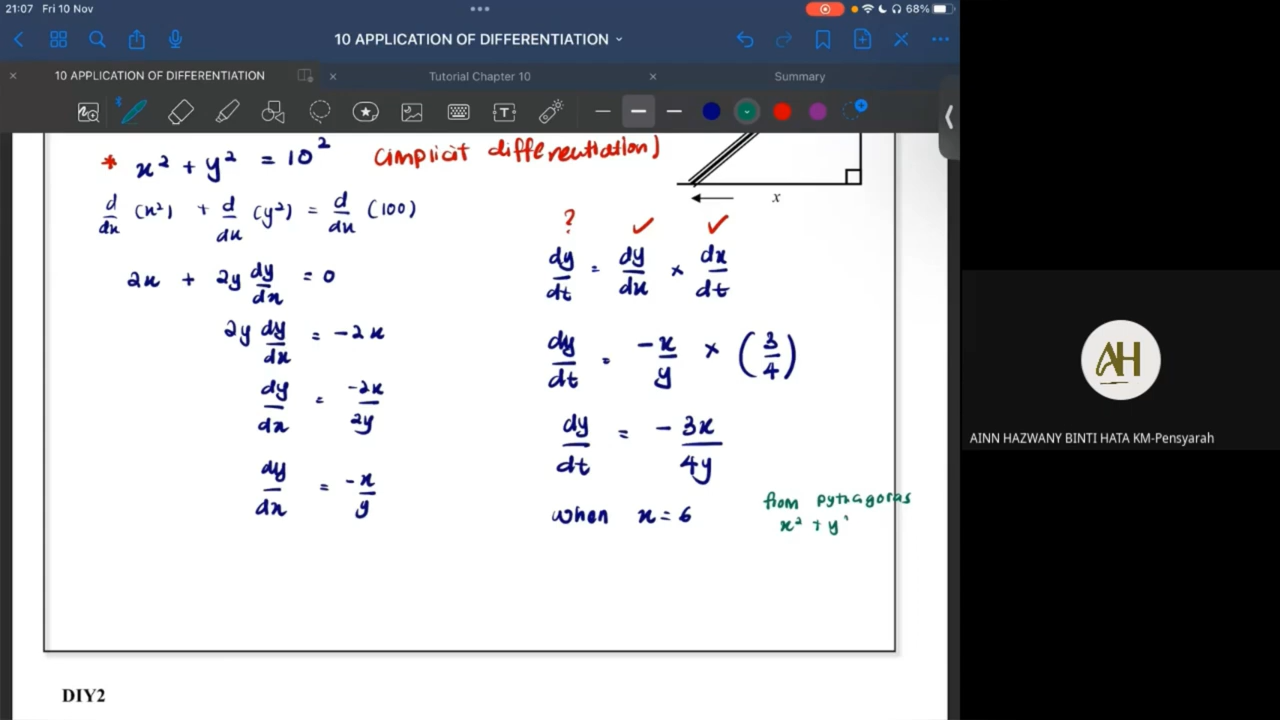 21:07 Fri 10 Nov
68%
10 APPLICATION OF DIFFERENTIATION
10 APPLICATION OF DIFFERENTIATION
Tutorial Chapter 10
Summary
* x² + y² = 10² (implicit differentiation)
d/dx (x²) + d/dx (y²) = d/dx (100)
2x + 2y dy/dx = 0
2y dy/dx = -2x
dy/dx = -2x/2y
dy/dx = -x/y
x
? ✓ ✓
dy/dt = dy/dx × dx/dt
dy/dt = -x/y × (3/4)
dy/dt = - 3x/4y
when x = 6
from pytagoras
x² + y²
DIY2
AH
AINN HAZWANY BINTI HATA KM-Pensyarah